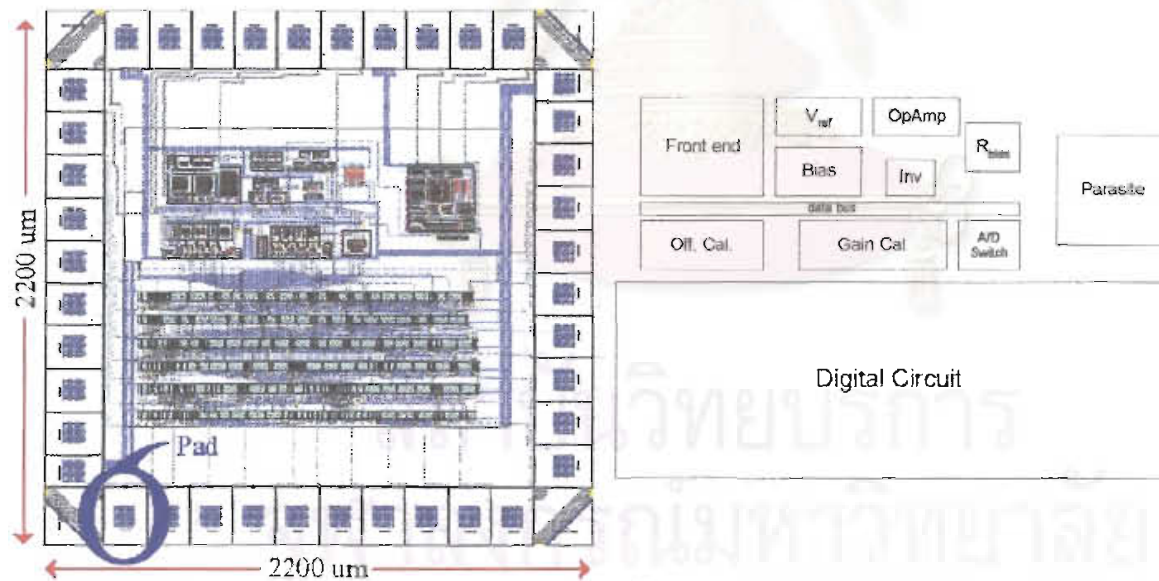 2200 um
Pad
2200 um
Front end
Vref
OpAmp
Bias
Inv
Parasite
data bus
Off. Cal.
Gain Cal
A/D
Switch
Digital Circuit